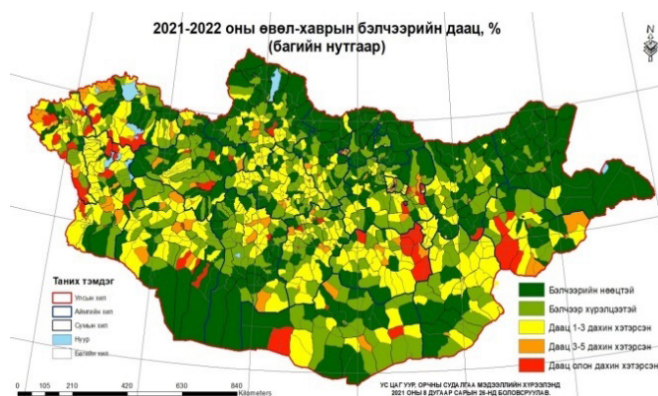 2021-2022 оны өвөл-хаврын бэлчээрийн даац, %
(багийн нутгаар)
N
Таних тэмдэг
Улсын хил
Аймгийн хил
Сумын хил
Нуур
Багийн хил
Бэлчээрийн нөөцтэй
Бэлчээр хүрэлцээтэй
Даац 1-3 дахин хэтэрсэн
Даац 3-5 дахин хэтэрсэн
Даац олон дахин хэтэрсэн
0 105 210 420 630 840
Kilometers
УС ЦАГ УУР, ОРЧНЫ СУДАЛГАА МЭДЭЭЛЛИЙН ХҮРЭЭЛЭНД
2021 ОНЫ 8 ДУГААР САРЫН 26-НД БОЛОВСРУУЛАВ.